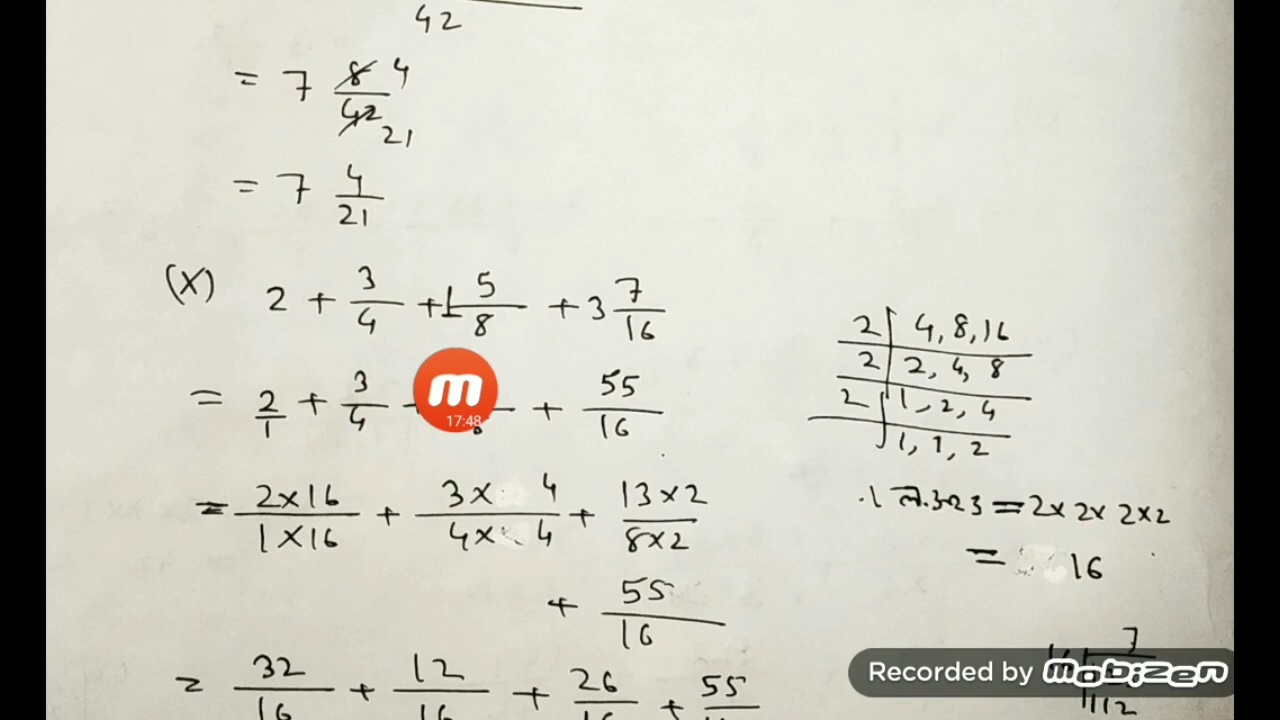 42
= 7 8/42 4 21
= 7 4/21
(x) 2 + 3/4 + 1 5/8 + 3 7/16
= 2/1 + 3/4 + 55/16
= 2×16/1×16 + 3× 4/4× 4 + 13×2/8×2
+ 55/16
= 32/16 + 12/16 + 26/16 + 55
2 | 4, 8, 16
2 | 2, 4, 8
2 | 1, 2, 4
1, 1, 2
= 2× 2× 2×2
= 16
7
112
m
17:48
Recorded by mobizen